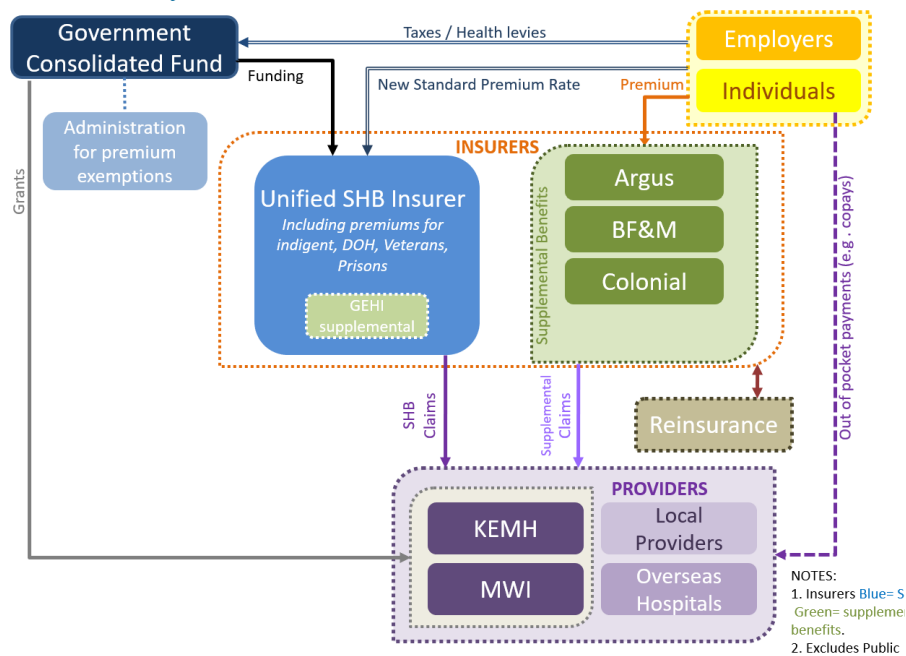 Government
Consolidated Fund
Taxes / Health levies
Employers
Individuals
Funding
New Standard Premium Rate
Premium
Administration
for premium
exemptions
Grants
INSURERS
Unified SHB Insurer
Including premiums for
indigent, DOH, Veterans,
Prisons
GEHI
supplemental
Supplemental Benefits
Argus
BF&M
Colonial
Out of pocket payments (e.g . copays)
SHB
Claims
Supplemental
Claims
Reinsurance
PROVIDERS
KEMH
MWI
Local
Providers
Overseas
Hospitals
NOTES:
1. Insurers Blue= S
Green= supplemen
benefits.
2. Excludes Public